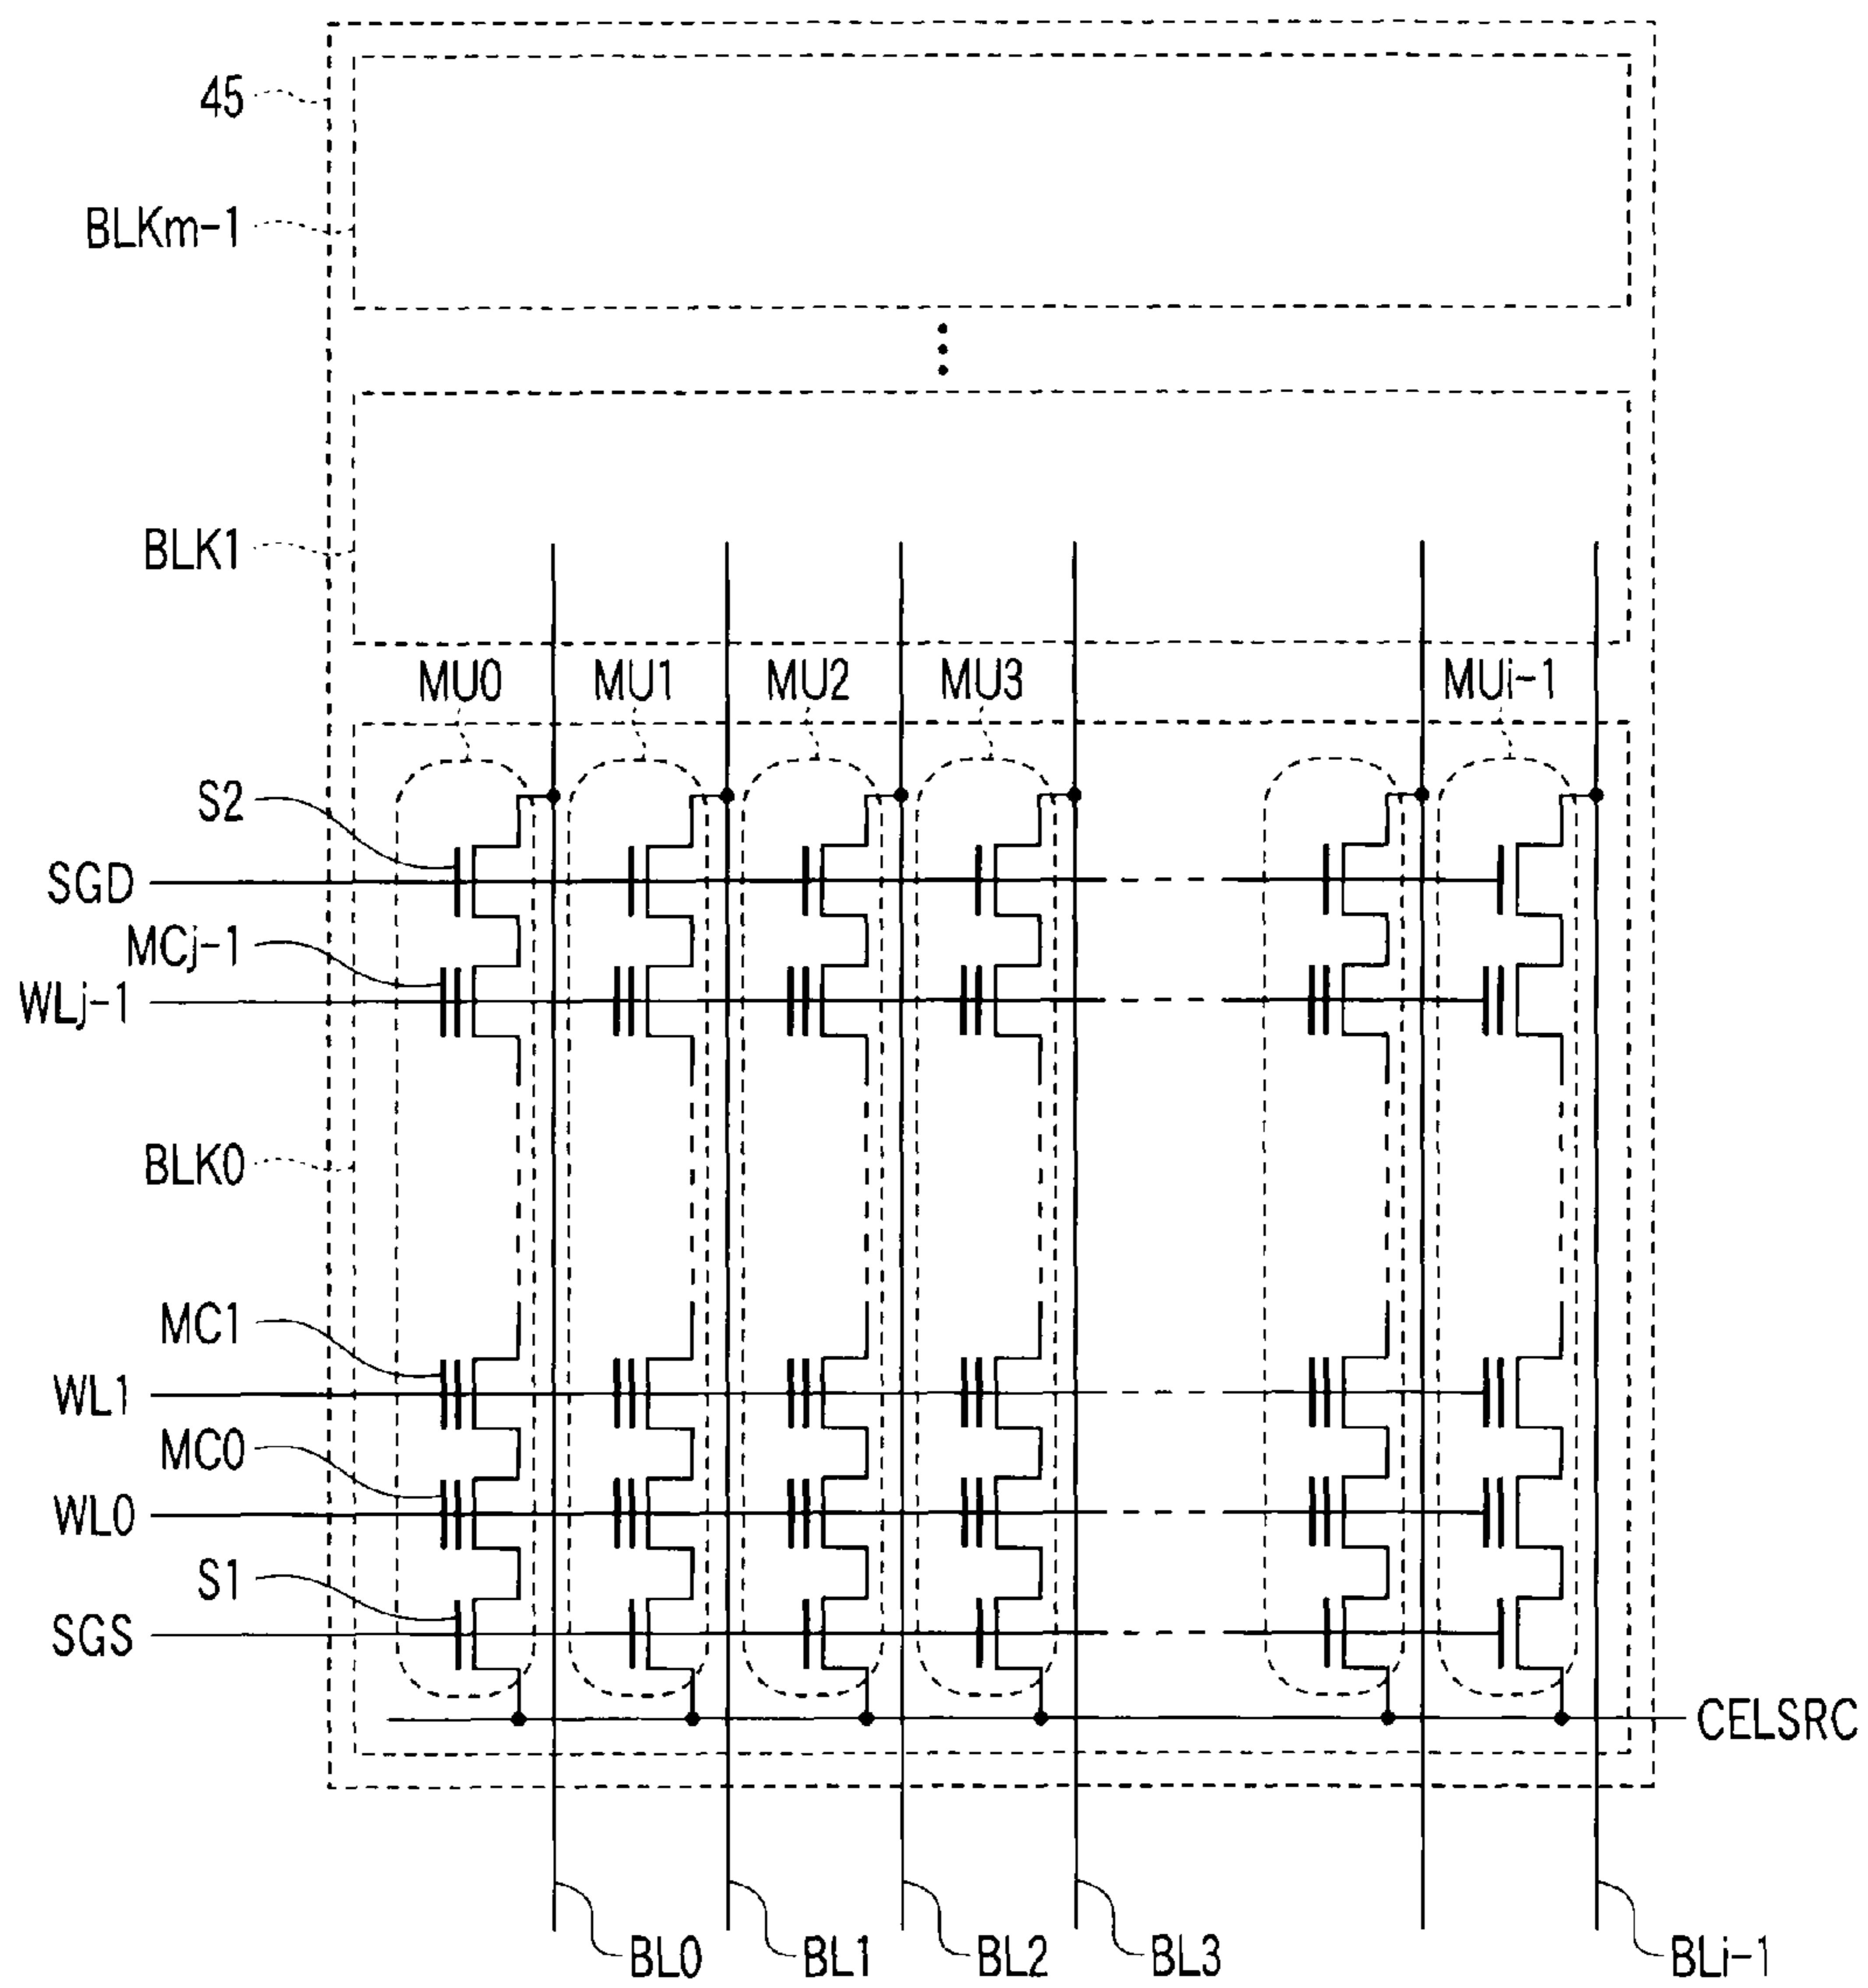 45
BLKm-1
BLK1
MU0 MU1 MU2 MU3 MUi-1
S2
SGD
MCj-1
WLj-1
BLK0
MC1
WL1
MC0
WL0
S1
SGS
CELSRC
BL0 BL1 BL2 BL3 BLi-1